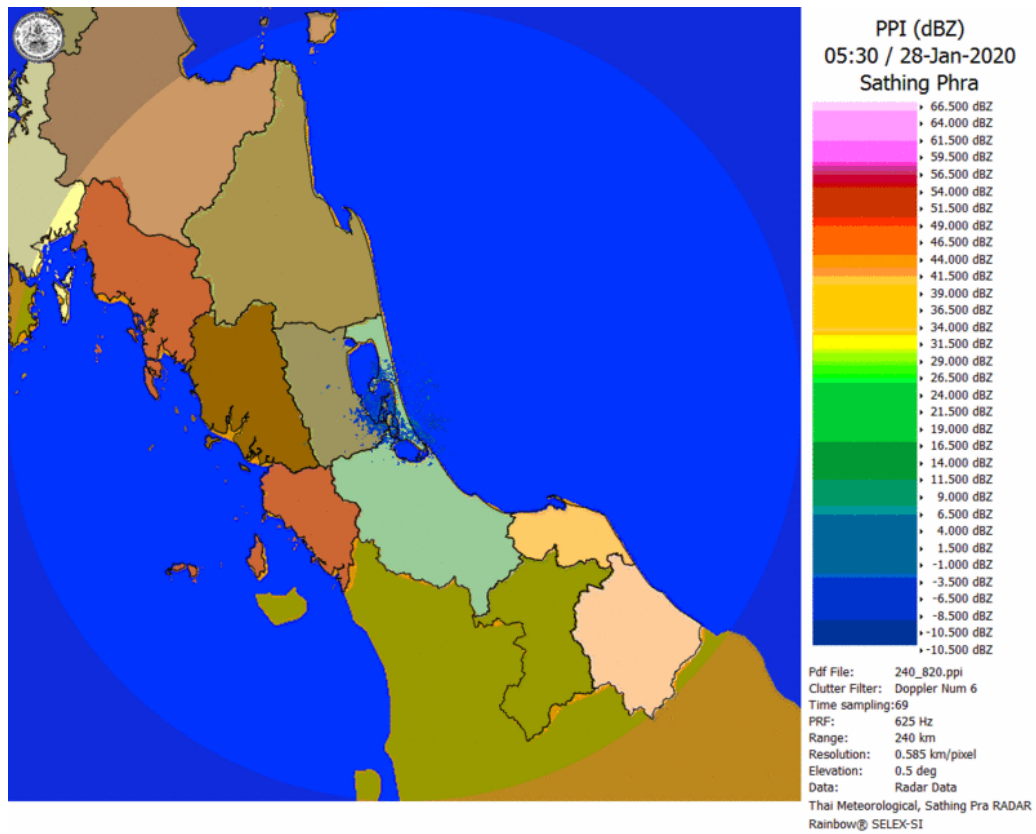 PPI (dBZ)
05:30 / 28-Jan-2020
Sathing Phra
66.500 dBZ
64.000 dBZ
61.500 dBZ
59.500 dBZ
56.500 dBZ
54.000 dBZ
51.500 dBZ
49.000 dBZ
46.500 dBZ
44.000 dBZ
41.500 dBZ
39.000 dBZ
36.500 dBZ
34.000 dBZ
31.500 dBZ
29.000 dBZ
26.500 dBZ
24.000 dBZ
21.500 dBZ
19.000 dBZ
16.500 dBZ
14.000 dBZ
11.500 dBZ
9.000 dBZ
6.500 dBZ
4.000 dBZ
1.500 dBZ
-1.000 dBZ
-3.500 dBZ
-6.500 dBZ
-8.500 dBZ
-10.500 dBZ
-10.500 dBZ
Pdf File: 240_820.ppi
Clutter Filter: Doppler Num 6
Time sampling:69
PRF: 625 Hz
Range: 240 km
Resolution: 0.585 km/pixel
Elevation: 0.5 deg
Data: Radar Data
Thai Meteorological, Sathing Pra RADAR
Rainbow® SELEX-SI